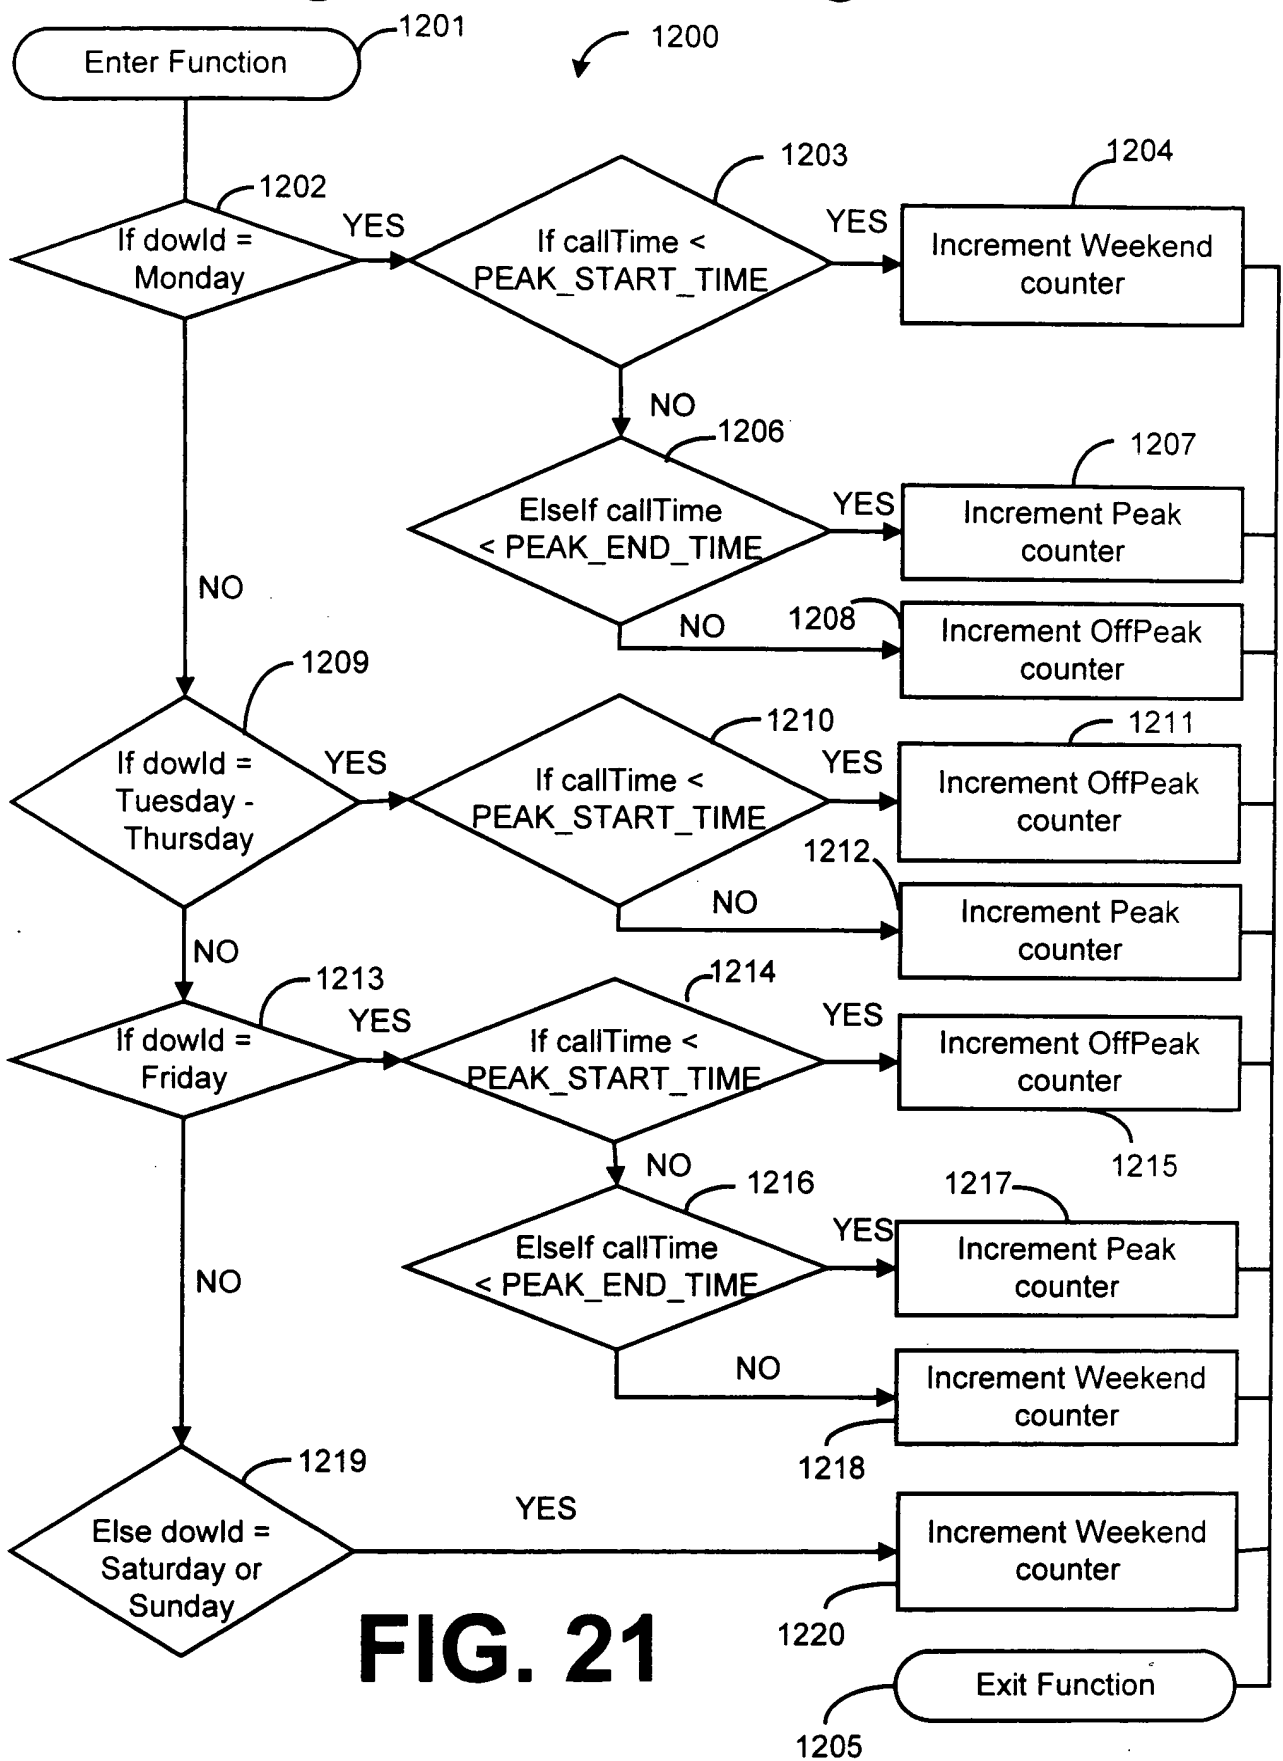 1201
Enter Function
1200
1202
If dowId =
Monday
YES
1203
If callTime <
PEAK_START_TIME
YES
1204
Increment Weekend
counter
NO
1206
ElseIf callTime
< PEAK_END_TIME
YES
1207
Increment Peak
counter
NO
NO
1208
Increment OffPeak
counter
1209
If dowId =
Tuesday -
Thursday
YES
1210
If callTime <
PEAK_START_TIME
YES
1211
Increment OffPeak
counter
NO
1212
Increment Peak
counter
NO
1213
If dowId =
Friday
YES
1214
If callTime <
PEAK_START_TIME
YES
Increment OffPeak
counter
1215
NO
1216
ElseIf callTime
< PEAK_END_TIME
YES
1217
Increment Peak
counter
NO
NO
Increment Weekend
counter
1218
1219
Else dowId =
Saturday or
Sunday
YES
Increment Weekend
counter
1220
FIG. 21
Exit Function
1205